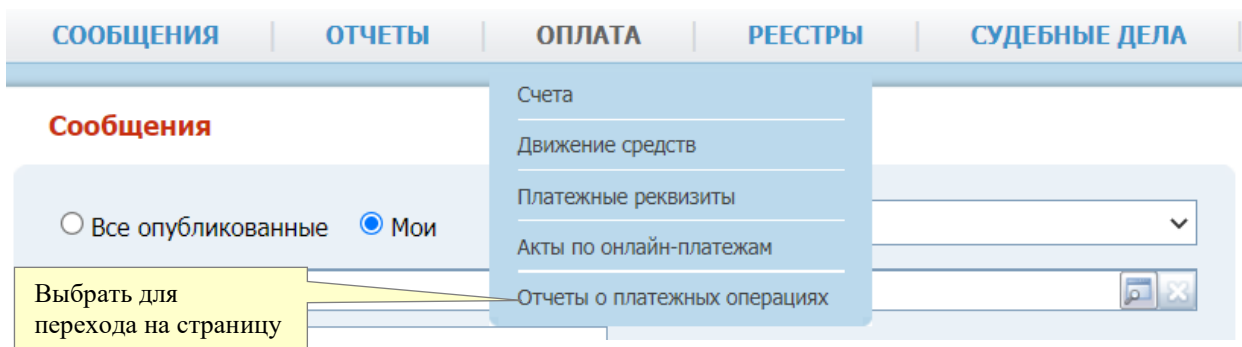 СООБЩЕНИЯ ОТЧЕТЫ ОПЛАТА РЕЕСТРЫ СУДЕБНЫЕ ДЕЛА
Счета
Сообщения
Движение средств
Платежные реквизиты
Все опубликованные Мои
Акты по онлайн-платежам
Отчеты о платежных операциях
Выбрать для
перехода на страницу